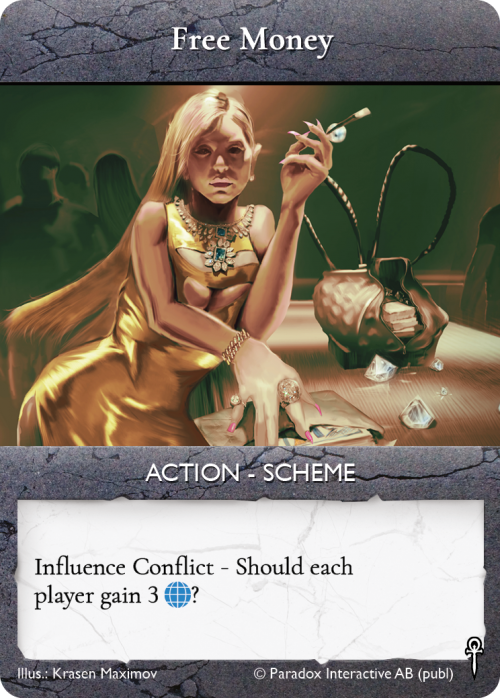 Free Money
ACTION - SCHEME
Influence Conflict - Should each
player gain 3 ?
Illus.: Krasen Maximov © Paradox Interactive AB (publ)